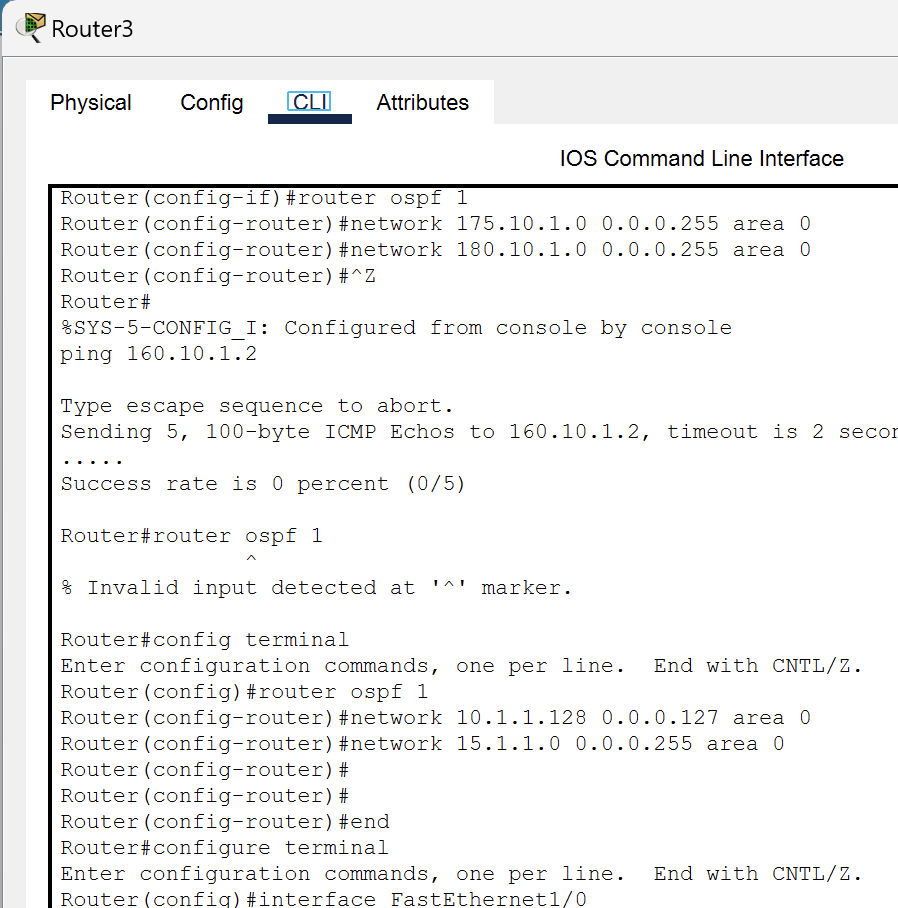 Router3
Physical Config CLI Attributes
IOS Command Line Interface
Router(config-if)#router ospf 1
Router(config-router)#network 175.10.1.0 0.0.0.255 area 0
Router(config-router)#network 180.10.1.0 0.0.0.255 area 0
Router(config-router)#^Z
Router#
%SYS-5-CONFIG_I: Configured from console by console
ping 160.10.1.2
Type escape sequence to abort.
Sending 5, 100-byte ICMP Echos to 160.10.1.2, timeout is 2
.....
Success rate is 0 percent (0/5)
Router#router ospf 1
^
% Invalid input detected at '^' marker.
Router#config terminal
Enter configuration commands, one per line.  End with CNTL/Z.
Router(config)#router ospf 1
Router(config-router)#network 10.1.1.128 0.0.0.127 area 0
Router(config-router)#network 15.1.1.0 0.0.0.255 area 0
Router(config-router)#
Router(config-router)#
Router(config-router)#end
Router#configure terminal
Enter configuration commands, one per line.  End with CNTL/Z.
Router(config)#interface FastEthernet1/0